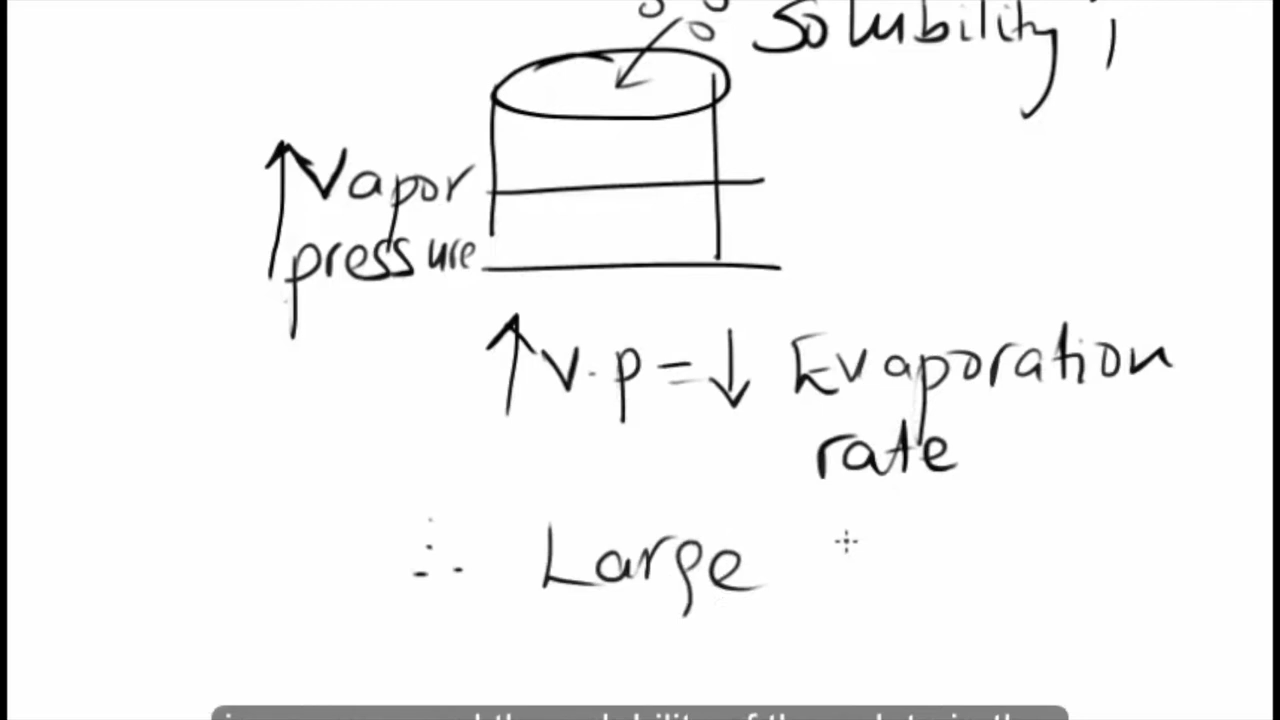 Solubility;
↑Vapor
pressure
↑V.p=↓ Evaporation
rate
∴ Large